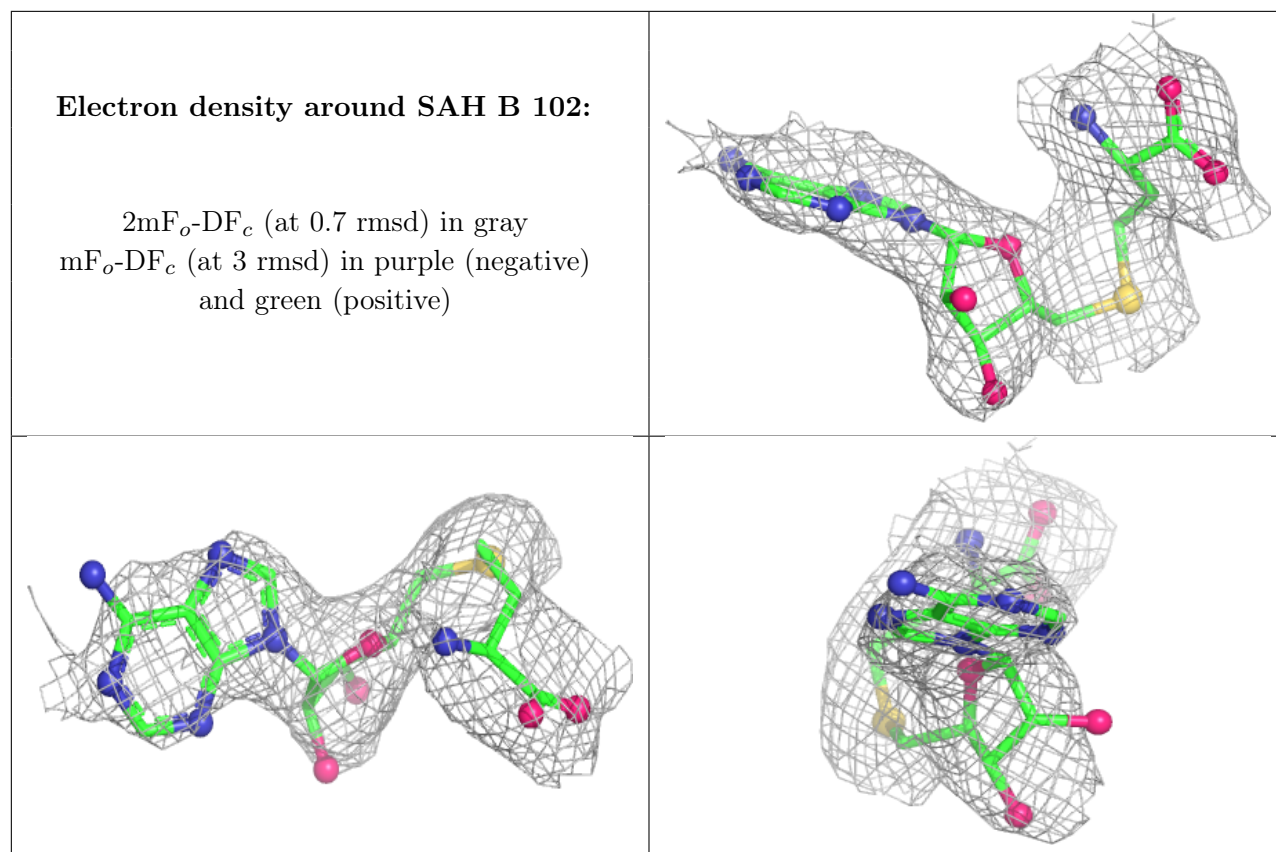 Electron density around SAH B 102:
2mFo-DFc (at 0.7 rmsd) in gray
mFo-DFc (at 3 rmsd) in purple (negative)
and green (positive)